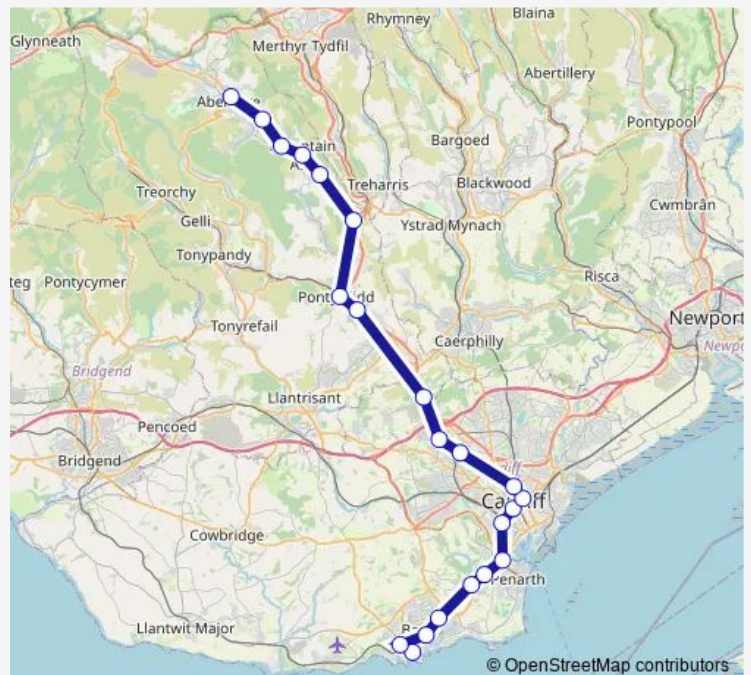 Rhymney
Blaina
Glynneath
Merthyr Tydfil
Abertillery
Pontypool
Bargoed
Treorchy
Treharris
Blackwood
Cwmbrân
Gelli
Ystrad Mynach
Tonypandy
Risca
Pontycymer
Newport
Tonyrefail
Caerphilly
Bridgend
Llantrisant
Pencoed
Bridgend
Cowbridge
Penarth
Llantwit Major
© OpenStreetMap contributors